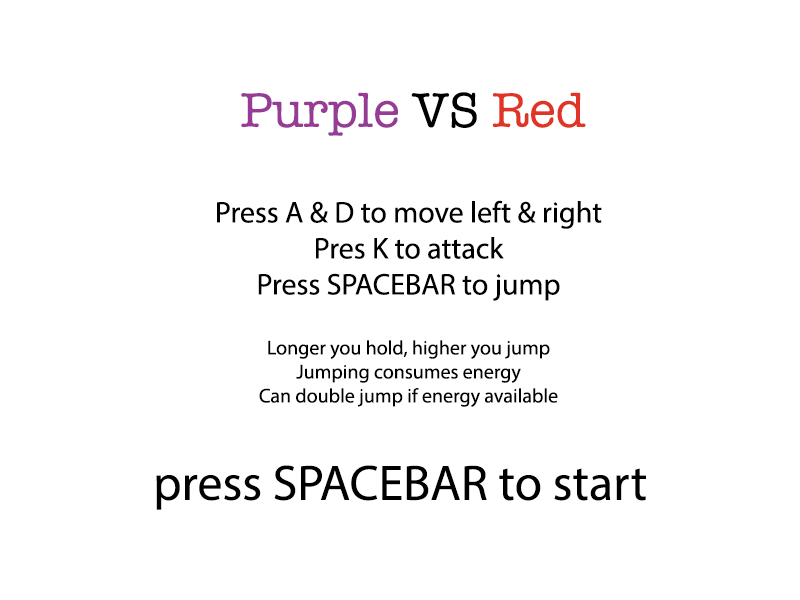 Purple VS Red
Press A & D to move left & right
Pres K to attack
Press SPACEBAR to jump
Longer you hold, higher you jump
Jumping consumes energy
Can double jump if energy available
press SPACEBAR to start